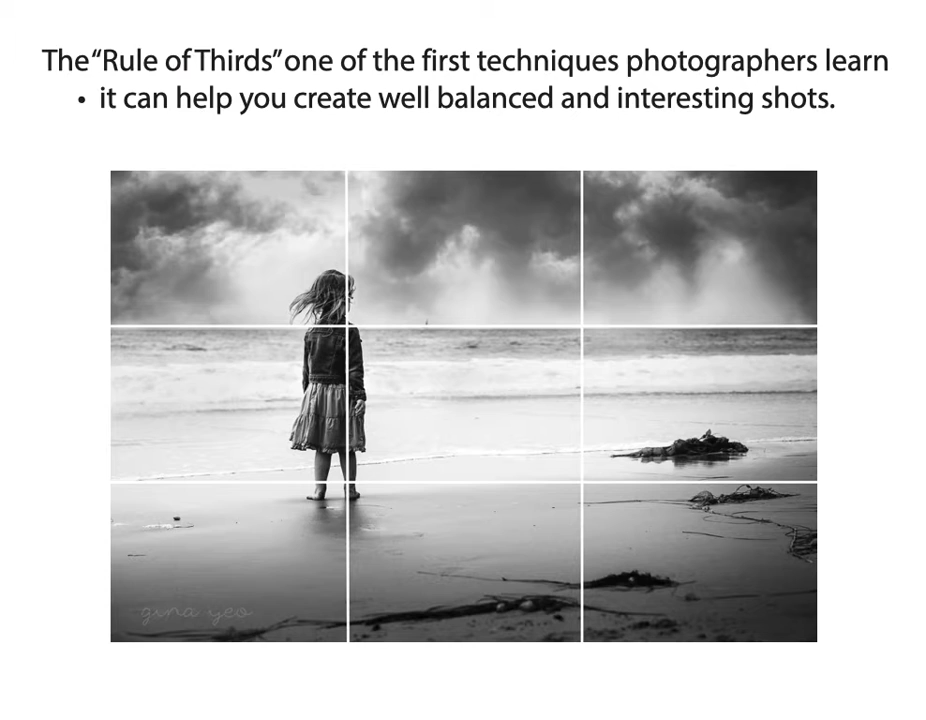 The “Rule of Thirds” one of the first techniques photographers learn
• it can help you create well balanced and interesting shots.
gina yeo